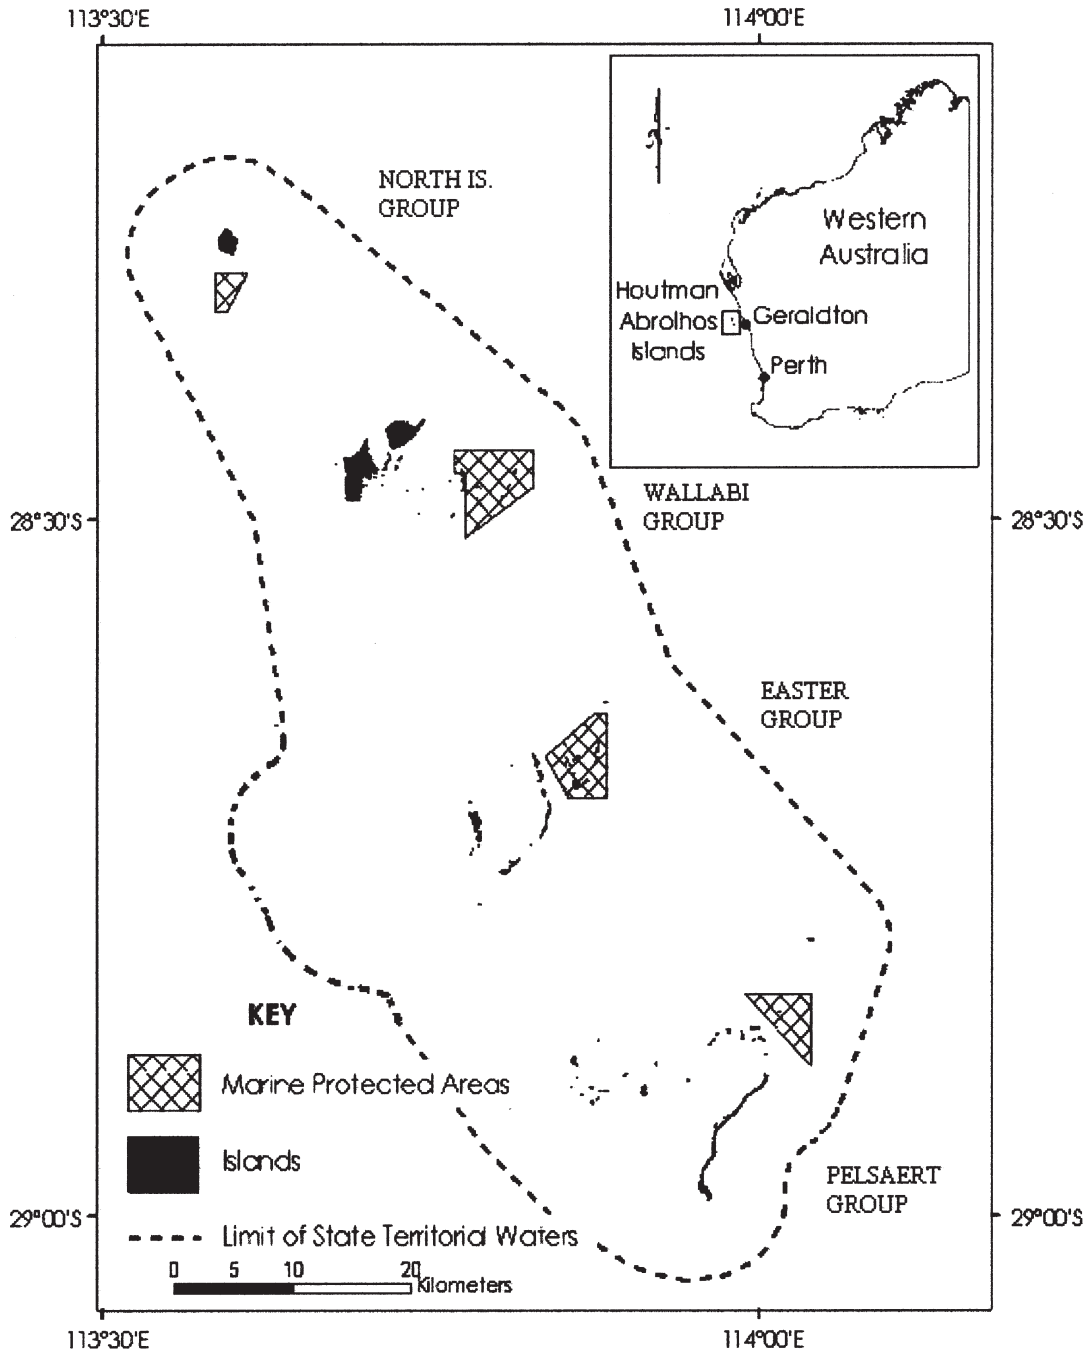 113°30'E
114°00'E
NORTH IS.
GROUP
Western
Australia
Houtman
Abrolhos
Islands
Geraldton
Perth
WALLABI
GROUP
28°30'S
28°30'S
EASTER
GROUP
KEY
Marine Protected Areas
Islands
PELSAERT
GROUP
29°00'S
29°00'S
Limit of State Territorial Waters
0 5 10 20
Kilometers
113°30'E
114°00'E